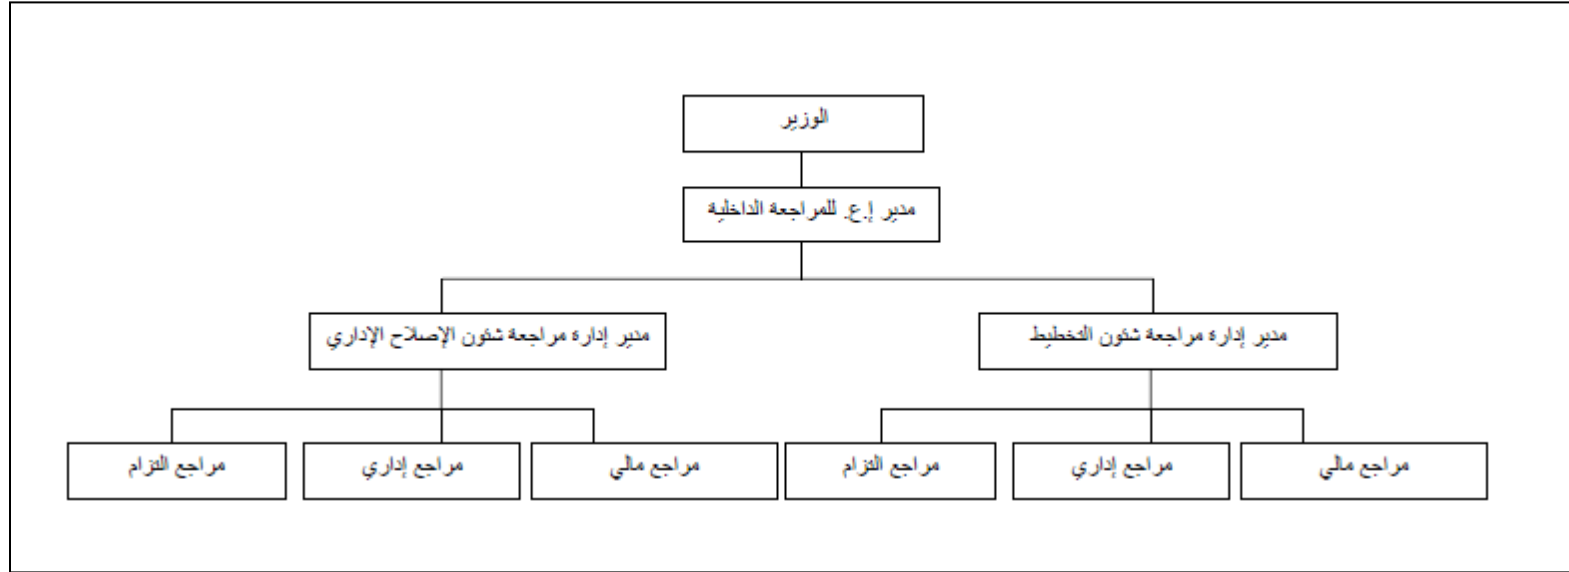 الوزير
مدير إ.ع. للمراجعة الداخلية
مدير إدارة مراجعة شئون التخطيط
مدير إدارة مراجعة شئون الإصلاح الإداري
مراجع مالي
مراجع إداري
مراجع التزام
مراجع مالي
مراجع إداري
مراجع التزام